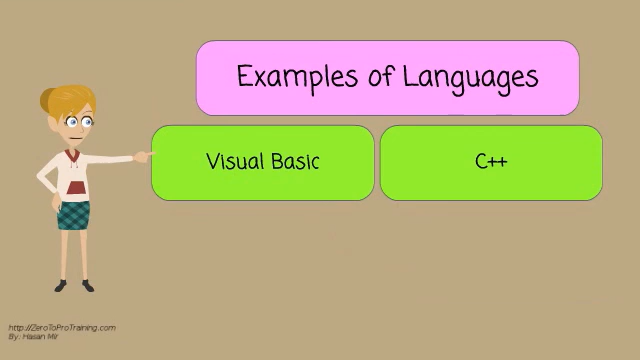 Examples of Languages
Visual Basic
C++
http://ZeroToProTraining.com
By: Hasan Mir